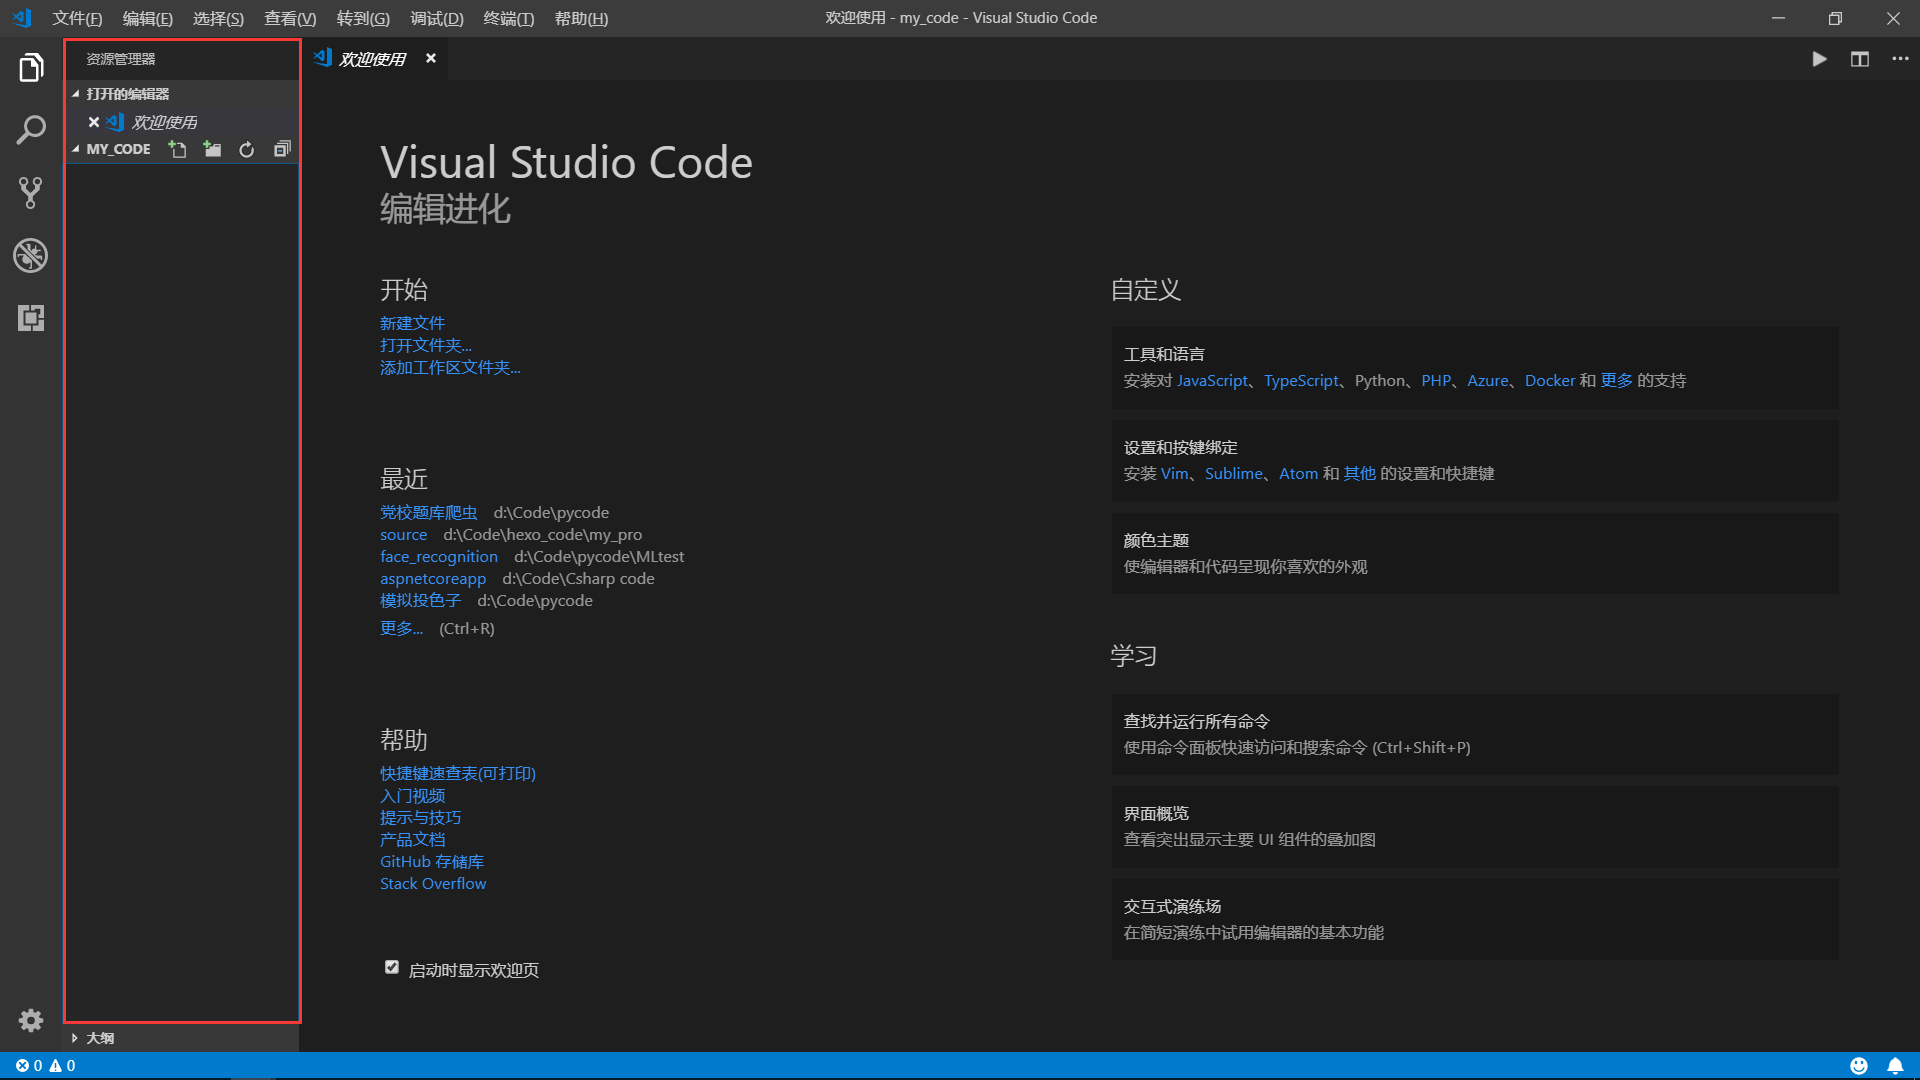 文件(F) 编辑(E) 选择(S) 查看(V) 转到(G) 调试(D) 终端(T) 帮助(H) 欢迎使用 - my_code - Visual Studio Code
资源管理器
打开的编辑器
欢迎使用
MY_CODE
大纲
欢迎使用
Visual Studio Code
编辑进化
开始
新建文件
打开文件夹...
添加工作区文件夹...
最近
党校题库爬虫 d:\Code\pycode
source d:\Code\hexo_code\my_pro
face_recognition d:\Code\pycode\MLtest
aspnetcoreapp d:\Code\Csharp code
模拟投色子 d:\Code\pycode
更多... (Ctrl+R)
帮助
快捷键速查表(可打印)
入门视频
提示与技巧
产品文档
GitHub 存储库
Stack Overflow
启动时显示欢迎页
自定义
工具和语言
安装对 JavaScript、TypeScript、Python、PHP、Azure、Docker 和 更多 的支持
设置和按键绑定
安装 Vim、Sublime、Atom 和 其他 的设置和快捷键
颜色主题
使编辑器和代码呈现你喜欢的外观
学习
查找并运行所有命令
使用命令面板快速访问和搜索命令 (Ctrl+Shift+P)
界面概览
查看突出显示主要 UI 组件的叠加图
交互式演练场
在简短演练中试用编辑器的基本功能
0 0